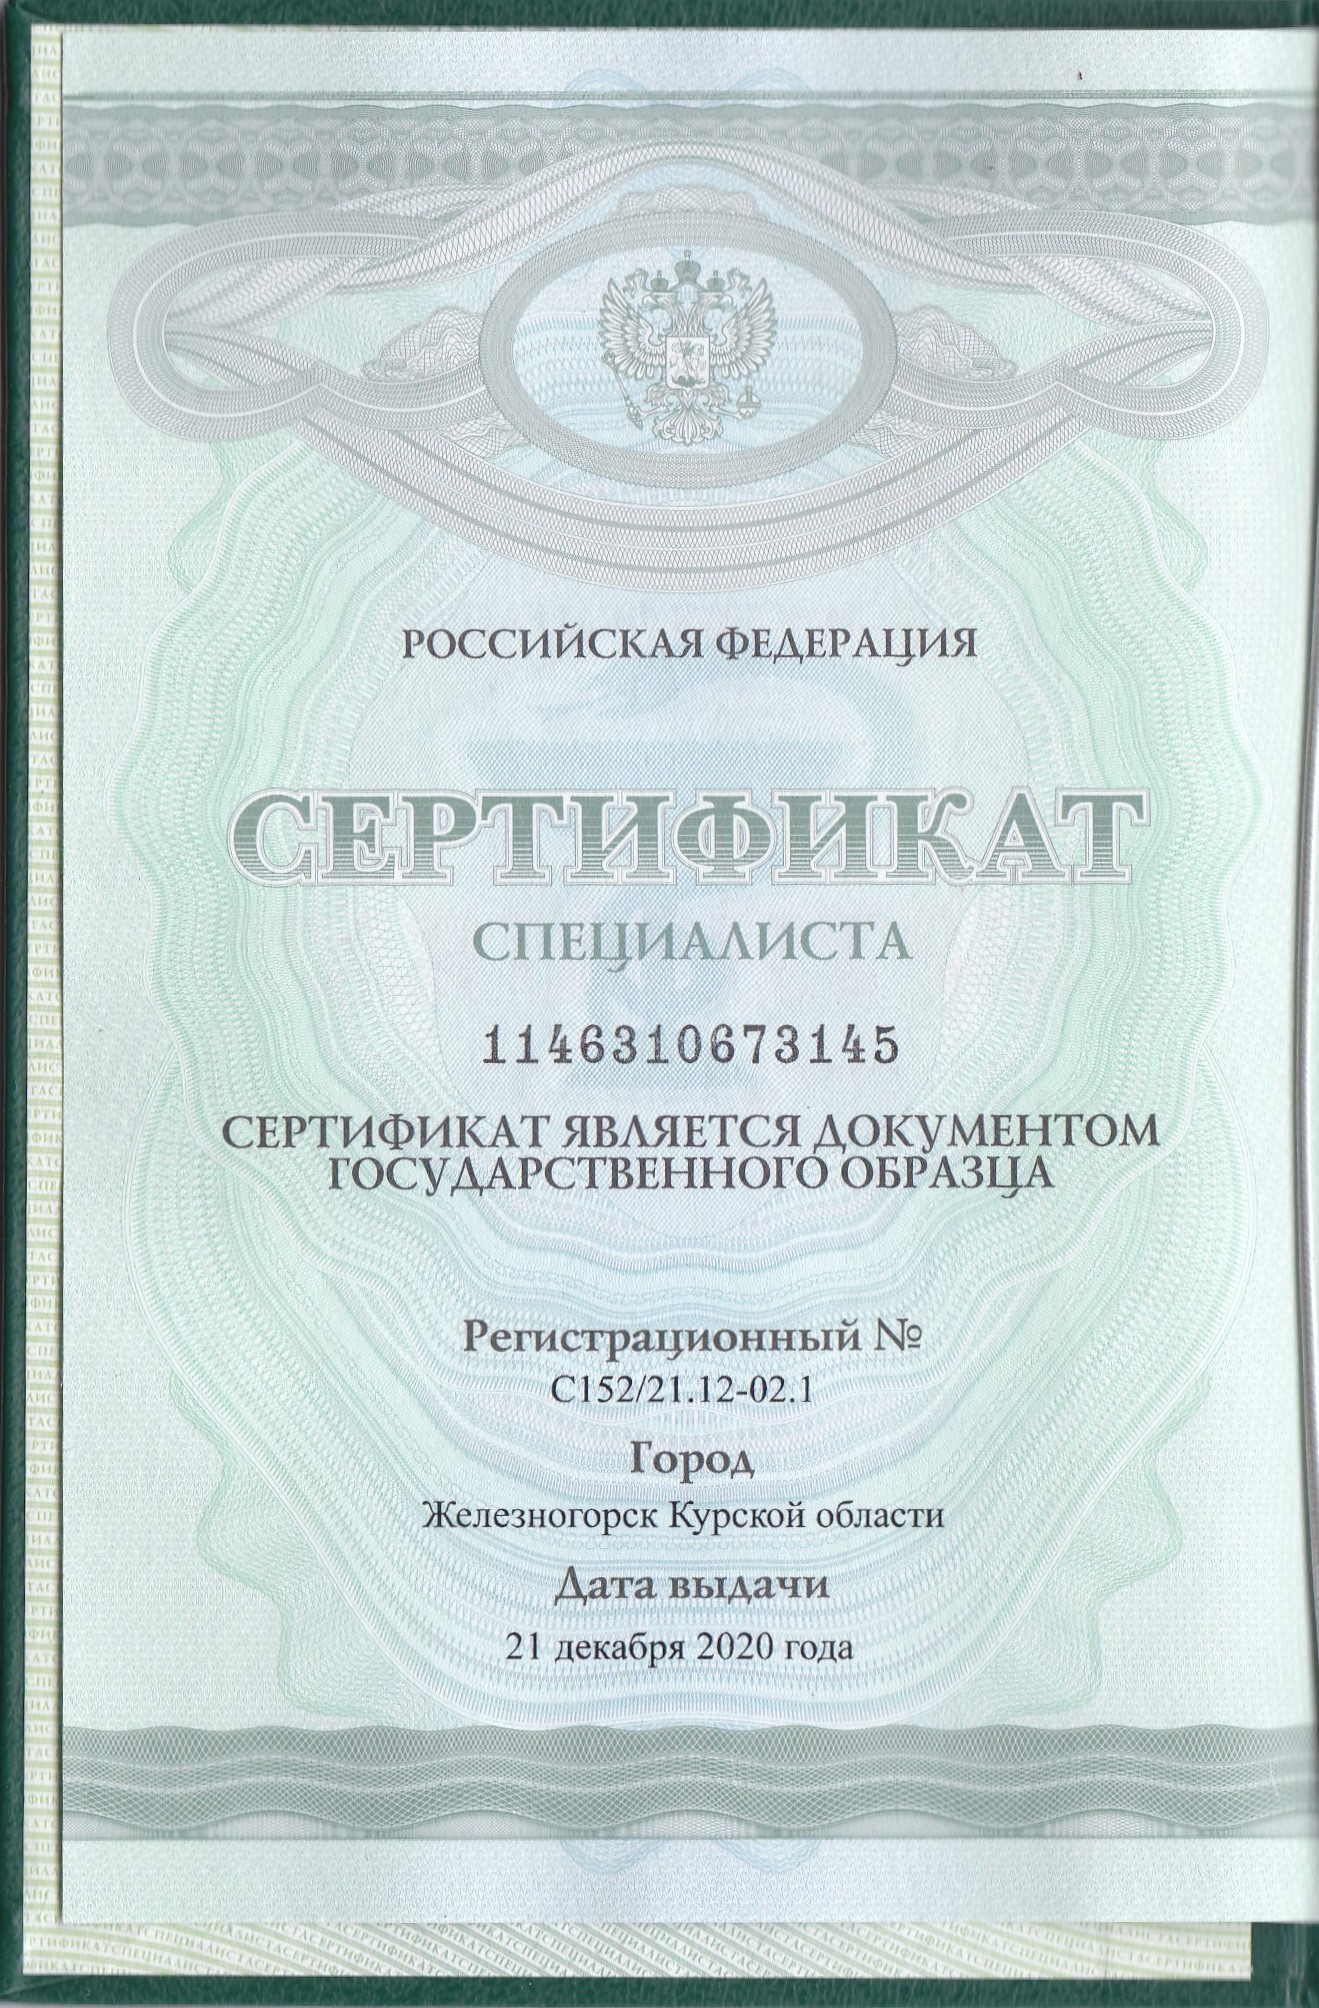 РОССИЙСКАЯ ФЕДЕРАЦИЯ
СЕРТИФИКАТ
СПЕЦИАЛИСТА
1146310673145
СЕРТИФИКАТ ЯВЛЯЕТСЯ ДОКУМЕНТОМ
ГОСУДАРСТВЕННОГО ОБРАЗЦА
Регистрационный №
С152/21.12-02.1
Город
Железногорск Курской области
Дата выдачи
21 декабря 2020 года